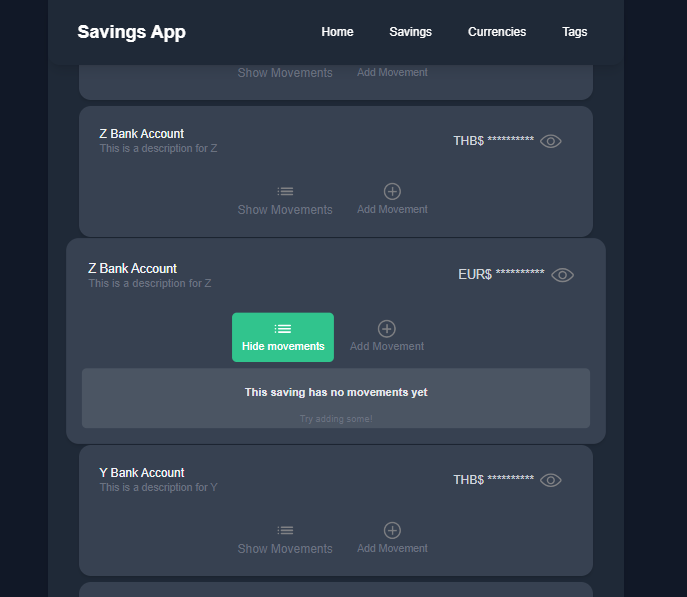 Savings App Home Savings Currencies Tags
Show Movements Add Movement
Z Bank Account
This is a description for Z
THB$ **********
Show Movements Add Movement
Z Bank Account
This is a description for Z
EUR$ **********
Hide movements Add Movement
This saving has no movements yet
Try adding some!
Y Bank Account
This is a description for Y
THB$ **********
Show Movements Add Movement